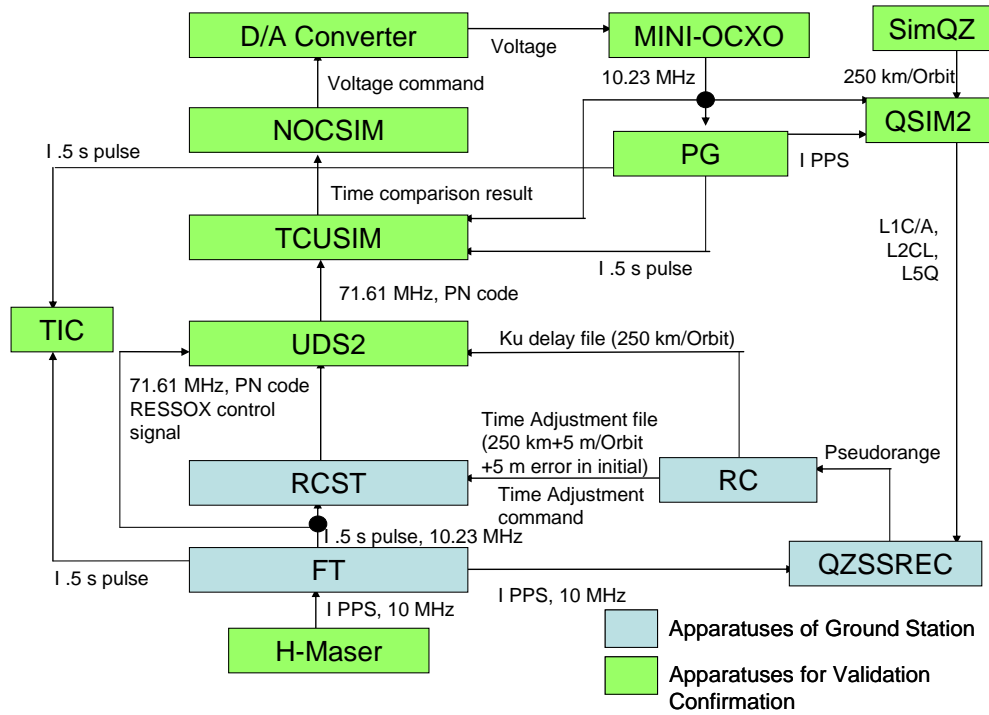 D/A Converter
Voltage
MINI-OCXO
SimQZ
Voltage command
10.23 MHz
250 km/Orbit
NOCSIM
QSIM2
I .5 s pulse
PG
I PPS
Time comparison result
TCUSIM
L1C/A,
L2CL,
L5Q
I .5 s pulse
71.61 MHz, PN code
TIC
UDS2
Ku delay file (250 km/Orbit)
71.61 MHz, PN code
RESSOX control
signal
Time Adjustment file
(250 km+5 m/Orbit
+5 m error in initial)
Pseudorange
RCST
RC
Time Adjustment
command
I .5 s pulse, 10.23 MHz
I .5 s pulse
FT
QZSSREC
I PPS, 10 MHz
I PPS, 10 MHz
H-Maser
Apparatuses of Ground Station
Apparatuses for Validation
Confirmation